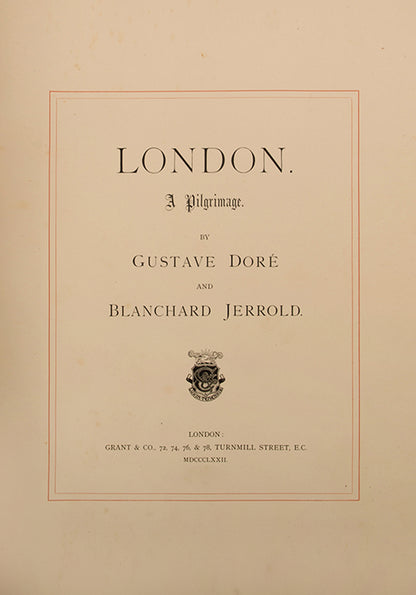 LONDON.
A Pilgrimage.
BY
GUSTAVE DORÉ
AND
BLANCHARD JERROLD.
LONDON:
GRANT & CO., 72, 74, 76, & 78, TURNMILL STREET, E.C.
MDCCCLXXII.